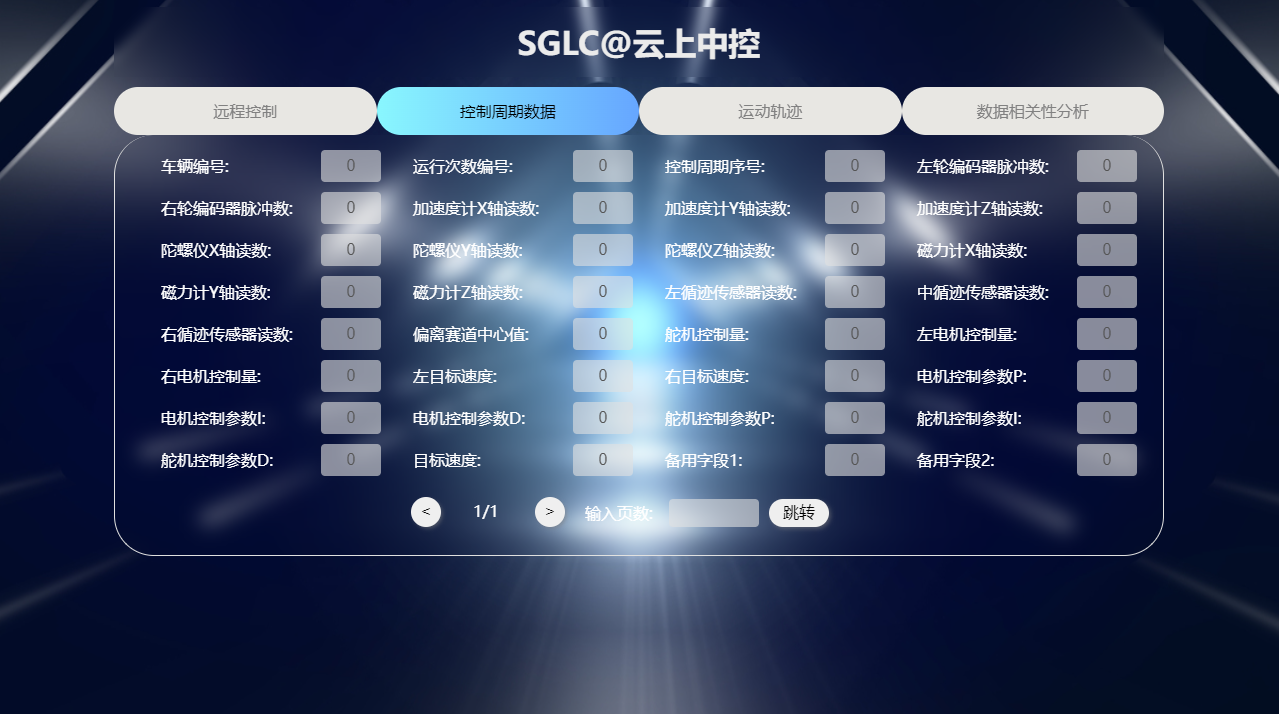 SGLC@云上中控
远程控制 控制周期数据 运动轨迹 数据相关性分析
车辆编号: 0 运行次数编号: 0 控制周期序号: 0 左轮编码器脉冲数: 0
右轮编码器脉冲数: 0 加速度计X轴读数: 0 加速度计Y轴读数: 0 加速度计Z轴读数: 0
陀螺仪X轴读数: 0 陀螺仪Y轴读数: 0 陀螺仪Z轴读数: 0 磁力计X轴读数: 0
磁力计Y轴读数: 0 磁力计Z轴读数: 0 左循迹传感器读数: 0 中循迹传感器读数: 0
右循迹传感器读数: 0 偏离赛道中心值: 0 舵机控制量: 0 左电机控制量: 0
右电机控制量: 0 左目标速度: 0 右目标速度: 0 电机控制参数P: 0
电机控制参数I: 0 电机控制参数D: 0 舵机控制参数P: 0 舵机控制参数I: 0
舵机控制参数D: 0 目标速度: 0 备用字段1: 0 备用字段2: 0
< 1/1 > 输入页数: 跳转